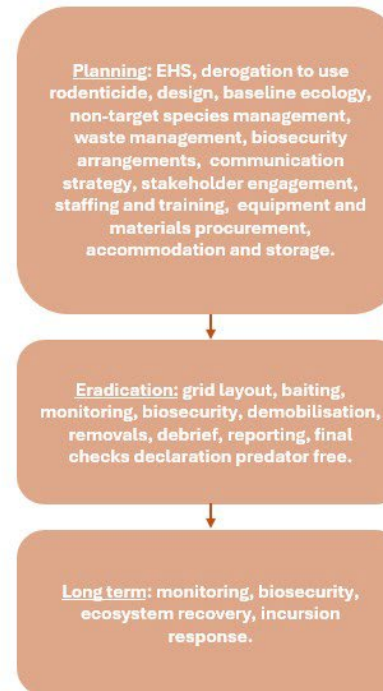 Planning: EHS, derogation to use
rodenticide, design, baseline ecology,
non-target species management,
waste management, biosecurity
arrangements, communication
strategy, stakeholder engagement,
staffing and training, equipment and
materials procurement,
accommodation and storage.
Eradication: grid layout, baiting,
monitoring, biosecurity, demobilisation,
removals, debrief, reporting, final
checks declaration predator free.
Long term: monitoring, biosecurity,
ecosystem recovery, incursion
response.